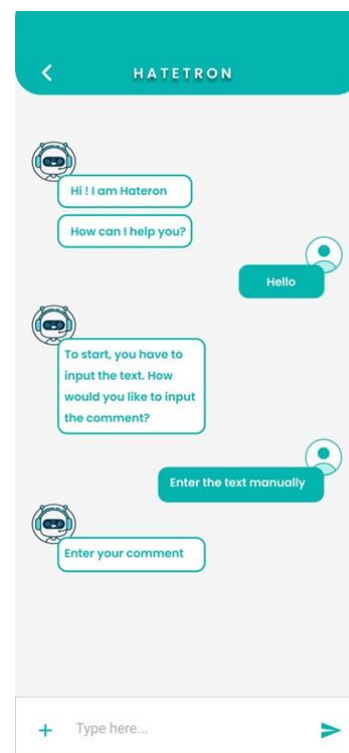 HATETRON
Hi ! I am Hateron
How can I help you?
Hello
To start, you have to
input the text. How
would you like to input
the comment?
Enter the text manually
Enter your comment
Type here...